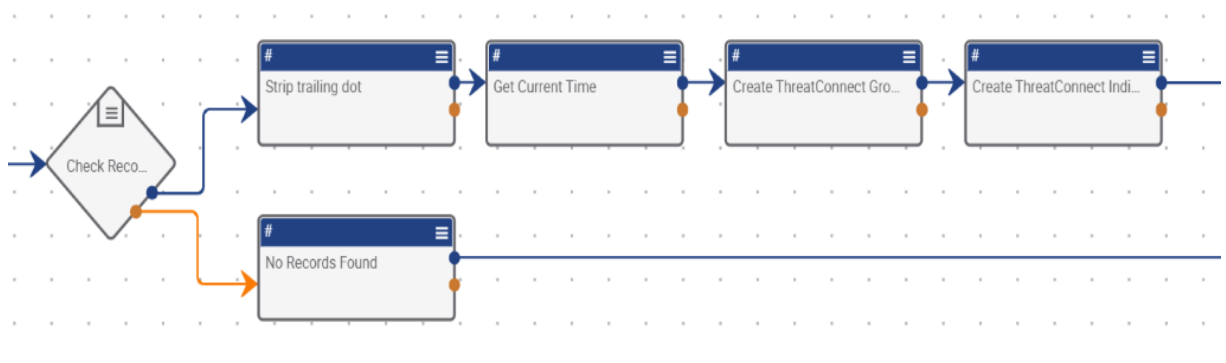 #
Strip trailing dot
#
Get Current Time
#
Create ThreatConnect Gro...
#
Create ThreatConnect Indi...
Check Reco...
#
No Records Found